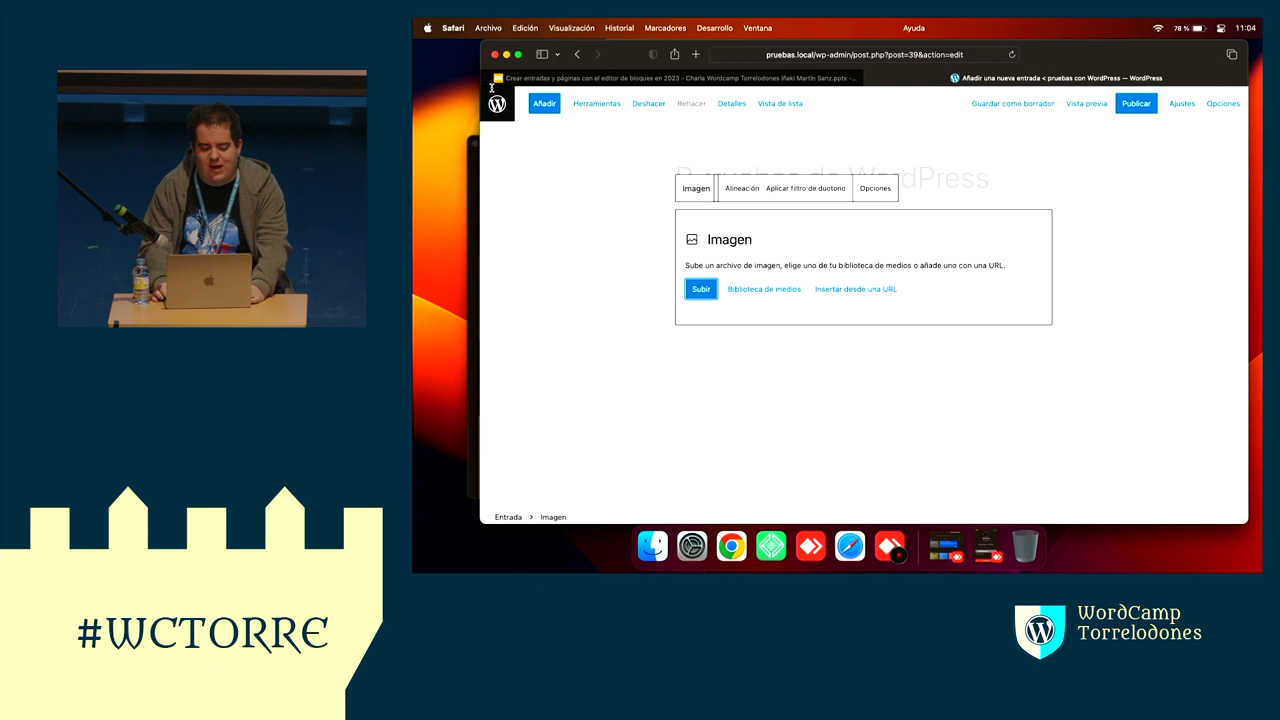 Safari Archivo Edición Visualización Historial Marcadores Desarrollo Ventana Ayuda 78 % 11:04
pruebas.local/wp-admin/post.php?post=39&action=edit
Crear entradas y páginas con el editor de bloques en 2023 - Charla Wordcamp Torrelodones Iñaki Martín Sanz.pptx -...
Añadir una nueva entrada < pruebas con WordPress — WordPress
Añadir Herramientas Deshacer Rehacer Detalles Vista de lista Guardar como borrador Vista previa Publicar Ajustes Opciones
Pruebas de WordPress
Imagen Alineación Aplicar filtro de duotono Opciones
Imagen
Sube un archivo de imagen, elige uno de tu biblioteca de medios o añade uno con una URL.
Subir Biblioteca de medios Insertar desde una URL
Entrada > Imagen
#WCTORRE
WordCamp
Torrelodones